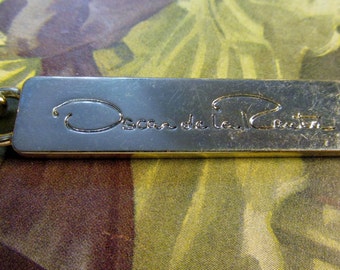 Oscar de la Renta